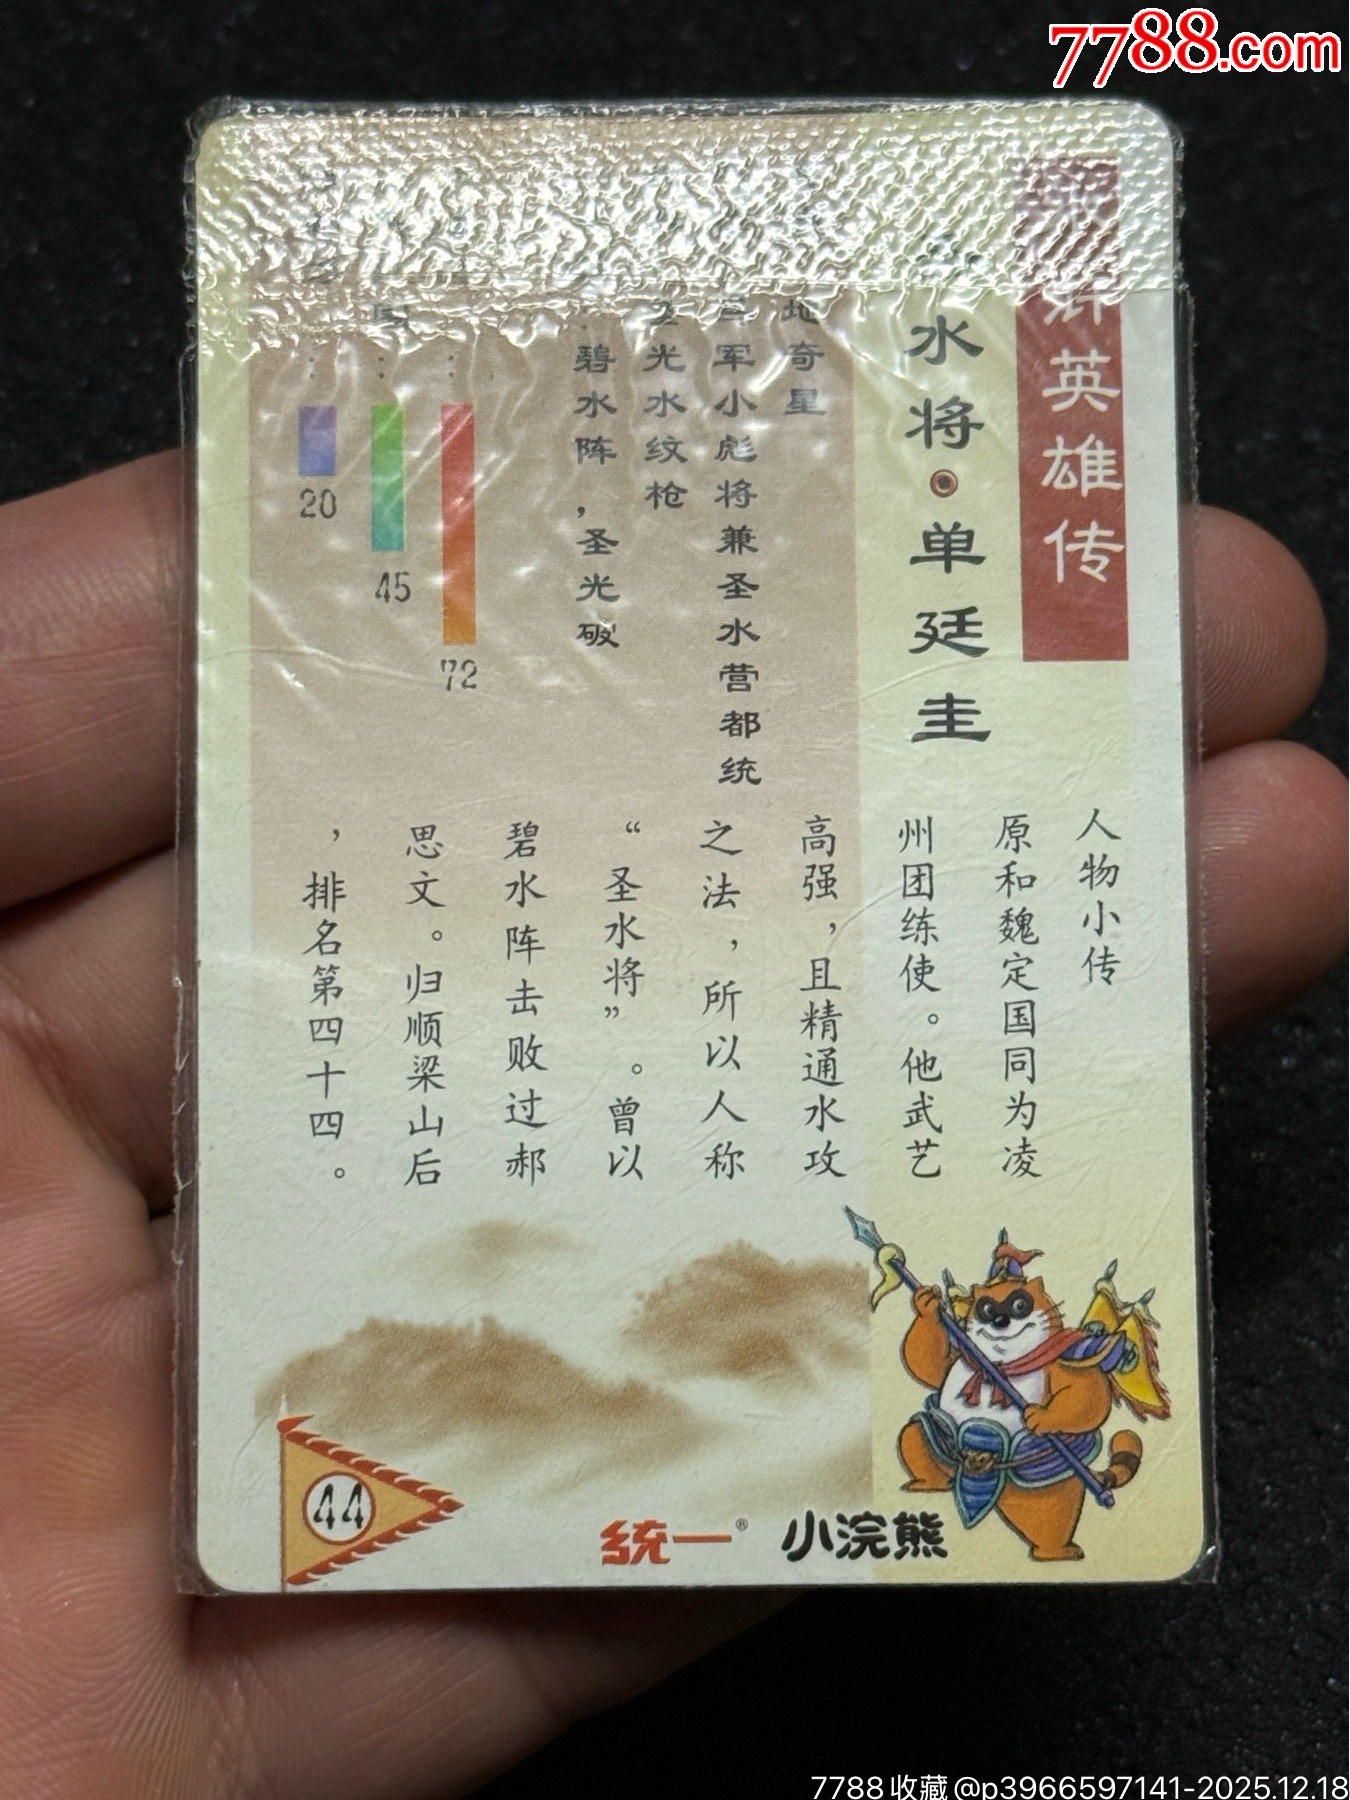 7788.com
英雄传
水将·单廷圭
地奇星
军小彪将兼圣水营都统
光水纹枪
碧水阵,圣光破
72
45
20
人物小传
原和魏定国同为凌
州团练使。他武艺
高强,且精通水攻
之法,所以人称
“圣水将”。曾以
碧水阵击败过郝
思文。归顺梁山后
,排名第四十四。
44
统一® 小浣熊
7788收藏@p3966597141-2025.12.18